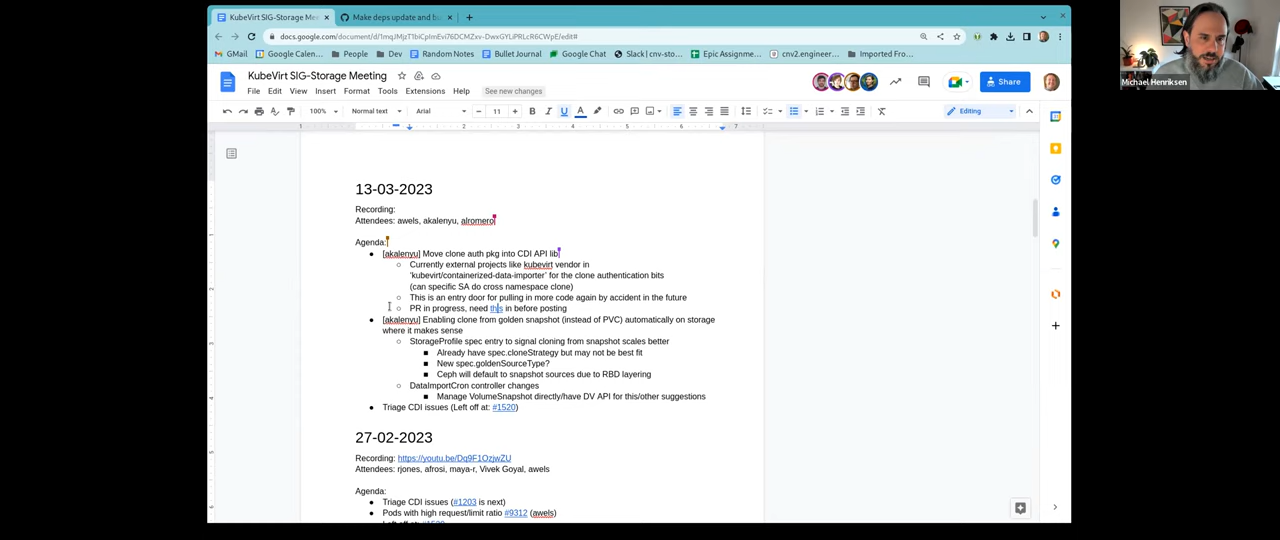 KubeVirt SIG-Storage Mee
Make deps update and bu
docs.google.com/document/d/1mqJMjzT1biCpImEvi76DCMZxv-DwxGYLiPRLcR6CWpE/edit#
GMail
Google Calen...
People
Dev
Random Notes
Bullet Journal
Google Chat
Slack | cnv-sto...
Epic Assignme...
cnv2.engineer...
Imported Fro...
Michael Henriksen
KubeVirt SIG-Storage Meeting
File Edit View Insert Format Tools Extensions Help
See new changes
Share
100%
Normal text
Arial
11
Editing
1 1 2 3 4 5 6 7
13-03-2023
Recording:
Attendees: awels, akalenyu, alromero
Agenda:
[akalenyu] Move clone auth pkg into CDI API lib
Currently external projects like kubevirt vendor in
'kubevirt/containerized-data-importer' for the clone authentication bits
(can specific SA do cross namespace clone)
This is an entry door for pulling in more code again by accident in the future
PR in progress, need this in before posting
[akalenyu] Enabling clone from golden snapshot (instead of PVC) automatically on storage
where it makes sense
StorageProfile spec entry to signal cloning from snapshot scales better
Already have spec.cloneStrategy but may not be best fit
New spec.goldenSourceType?
Ceph will default to snapshot sources due to RBD layering
DataImportCron controller changes
Manage VolumeSnapshot directly/have DV API for this/other suggestions
Triage CDI issues (Left off at: #1520)
27-02-2023
Recording: https://youtu.be/Dq9F1OzjwZU
Attendees: rjones, afrosi, maya-r, Vivek Goyal, awels
Agenda:
Triage CDI issues (#1203 is next)
Pods with high request/limit ratio #9312 (awels)